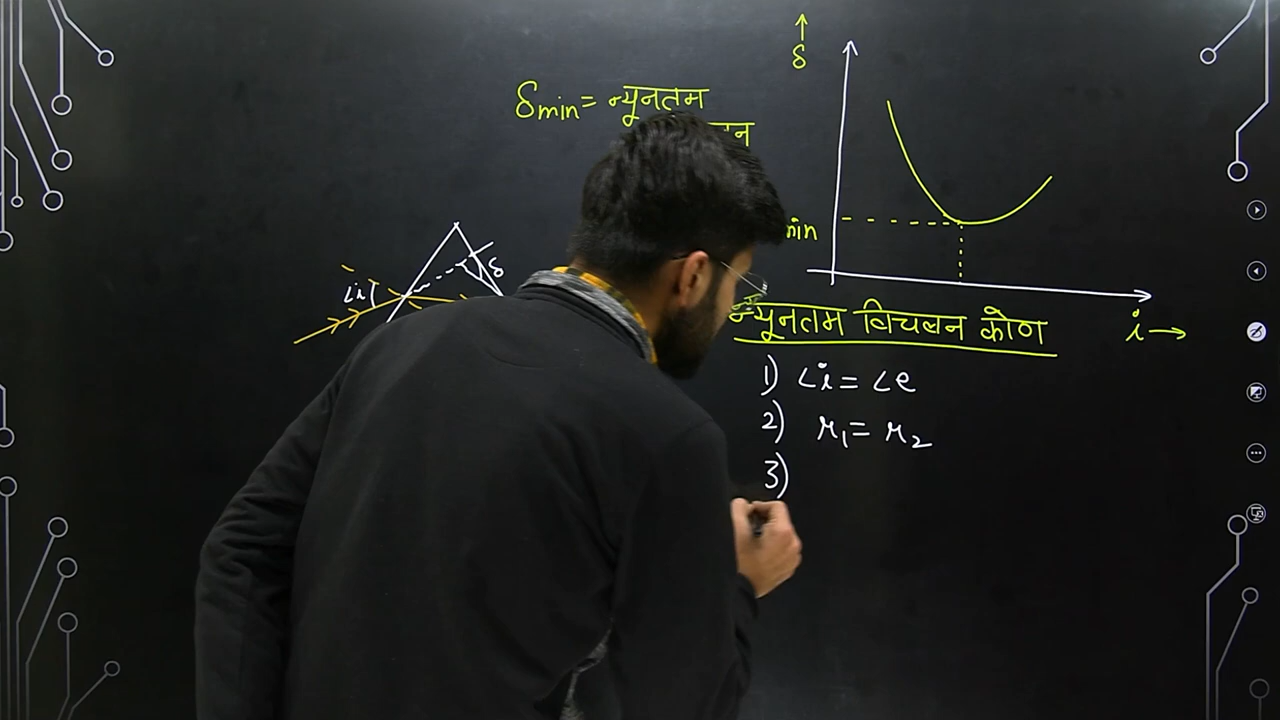 δ
δmin = न्यूनतम
min
δ
∠i
न्यूनतम विचलन कोण
i→
1) ∠i = ∠e
2) r₁ = r₂
3)